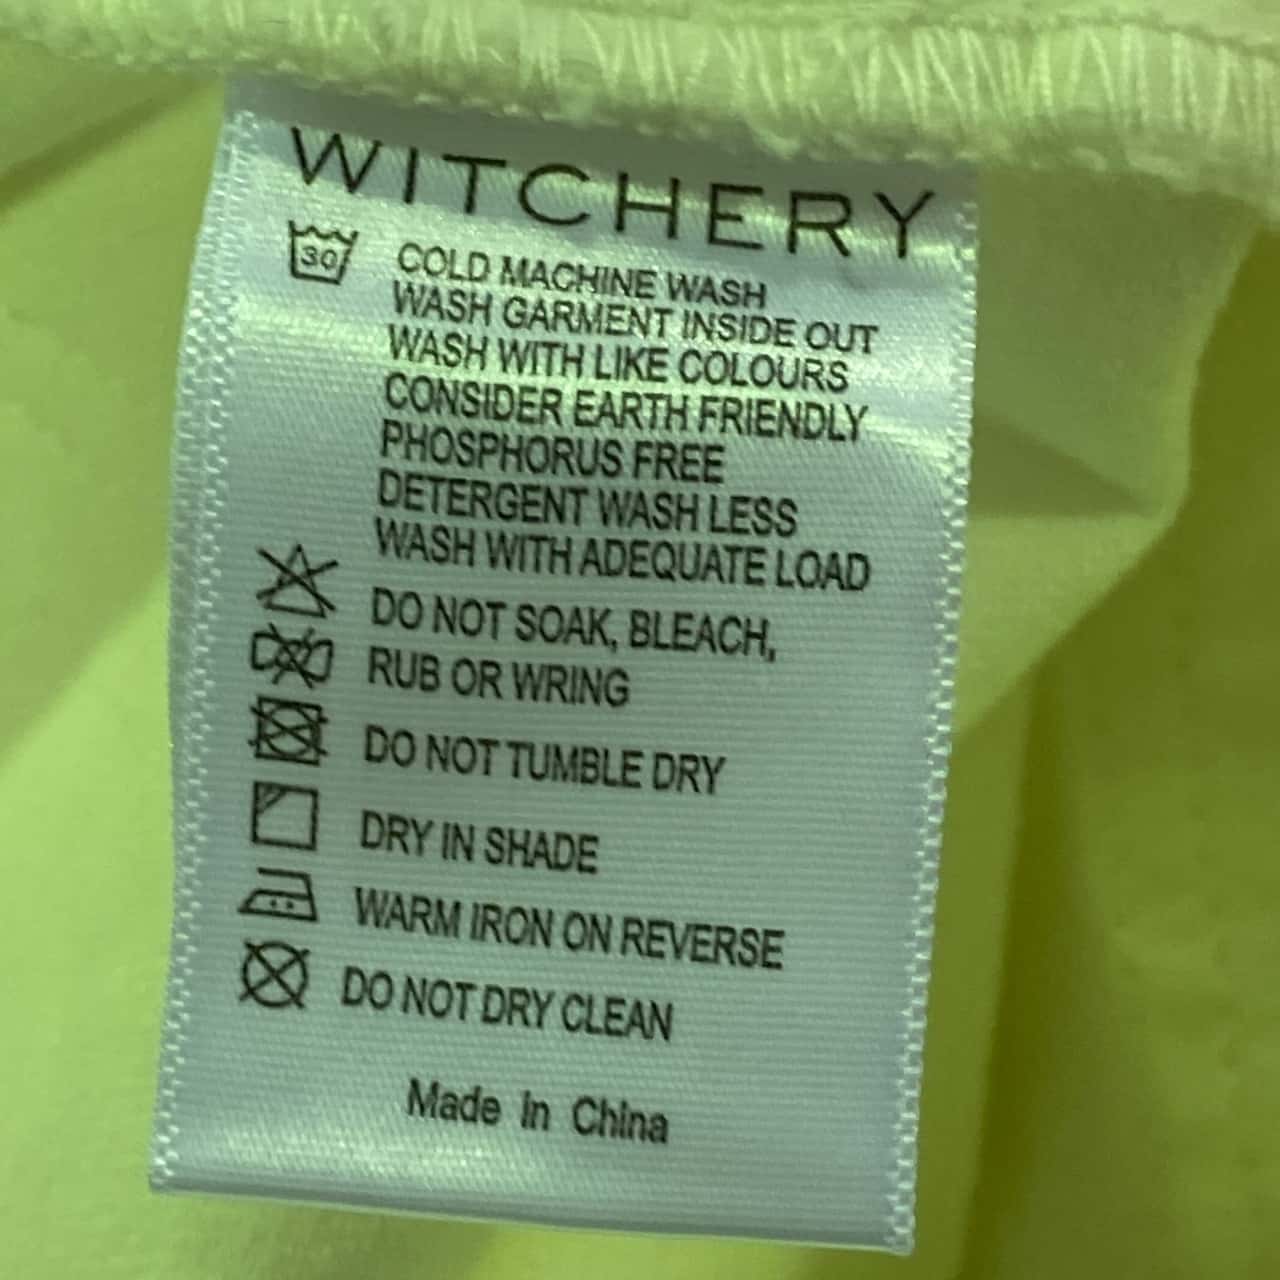 WITCHERY
30
COLD MACHINE WASH
WASH GARMENT INSIDE OUT
WASH WITH LIKE COLOURS
CONSIDER EARTH FRIENDLY
PHOSPHORUS FREE
DETERGENT WASH LESS
WASH WITH ADEQUATE LOAD
DO NOT SOAK, BLEACH,
RUB OR WRING
DO NOT TUMBLE DRY
DRY IN SHADE
WARM IRON ON REVERSE
DO NOT DRY CLEAN
Made In China